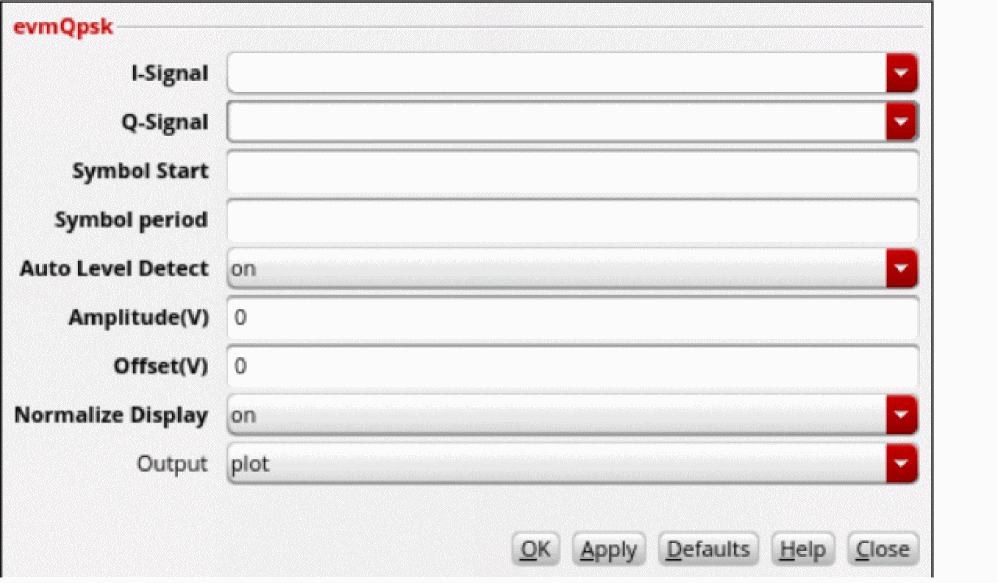 evmQpsk
I-Signal
Q-Signal
Symbol Start
Symbol period
Auto Level Detect on
Amplitude(V) 0
Offset(V) 0
Normalize Display on
Output plot
OK Apply Defaults Help Close